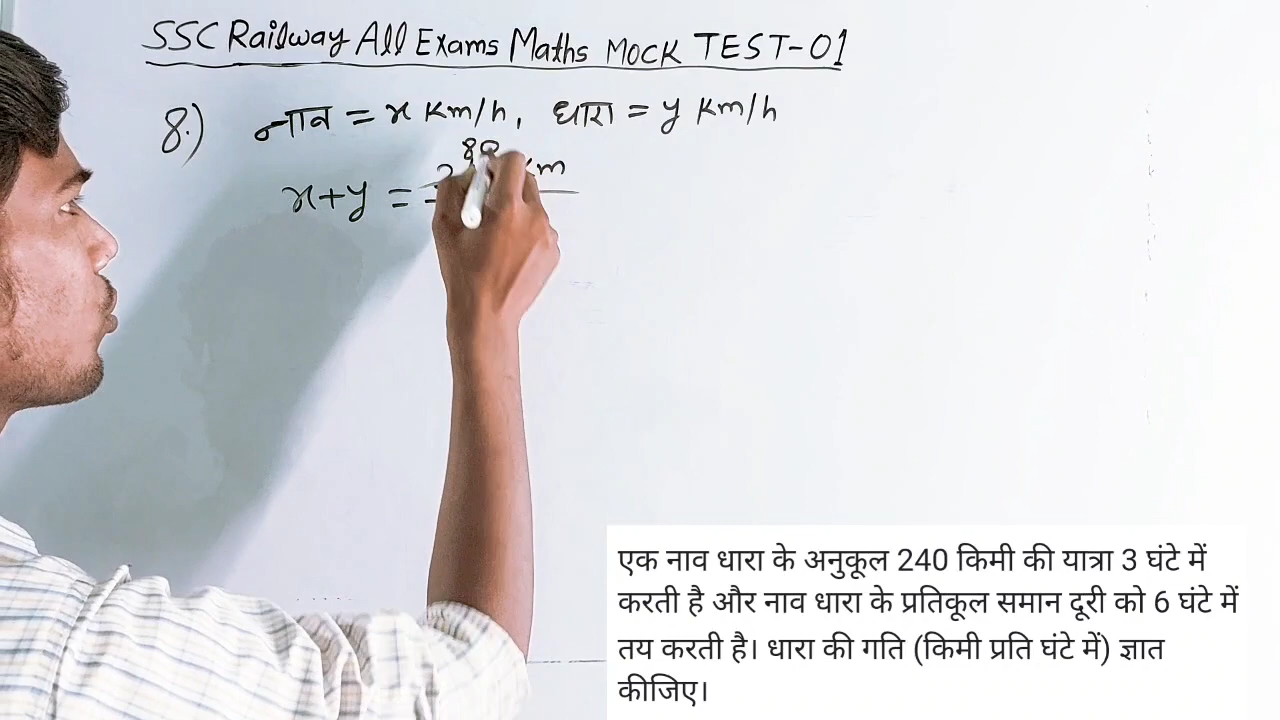 SSC Railway All Exams Maths MOCK TEST-01
8.) नाव = x Km/h, धारा = y Km/h
80
x+y =
एक नाव धारा के अनुकूल 240 किमी की यात्रा 3 घंटे में
करती है और नाव धारा के प्रतिकूल समान दूरी को 6 घंटे में
तय करती है। धारा की गति (किमी प्रति घंटे में) ज्ञात
कीजिए।